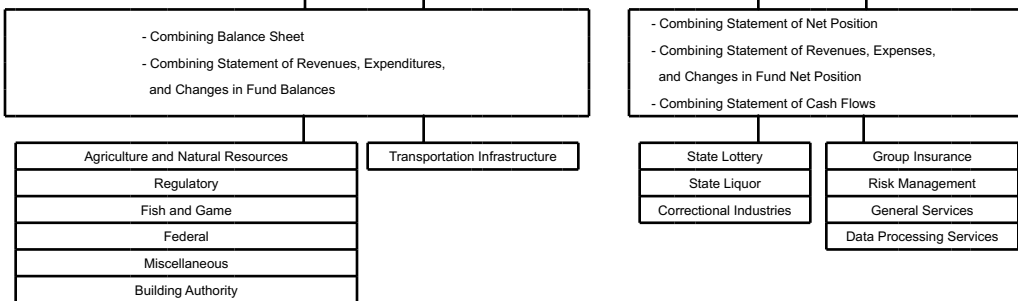 - Combining Balance Sheet
- Combining Statement of Revenues, Expenditures,
and Changes in Fund Balances
- Combining Statement of Net Position
- Combining Statement of Revenues, Expenses,
and Changes in Fund Net Position
- Combining Statement of Cash Flows
Agriculture and Natural Resources
Regulatory
Fish and Game
Federal
Miscellaneous
Building Authority
Transportation Infrastructure
State Lottery
State Liquor
Correctional Industries
Group Insurance
Risk Management
General Services
Data Processing Services